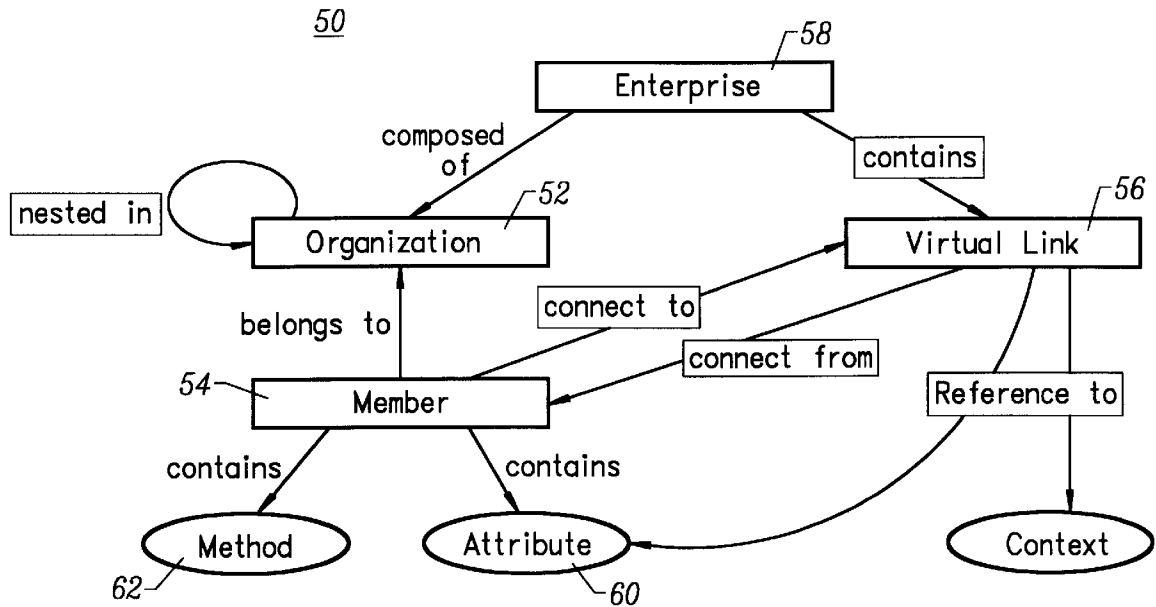 50
58
Enterprise
composed
of
contains
nested in
52
Organization
56
Virtual Link
connect to
belongs to
connect from
54
Member
Reference to
contains
contains
Method
Attribute
Context
62
60